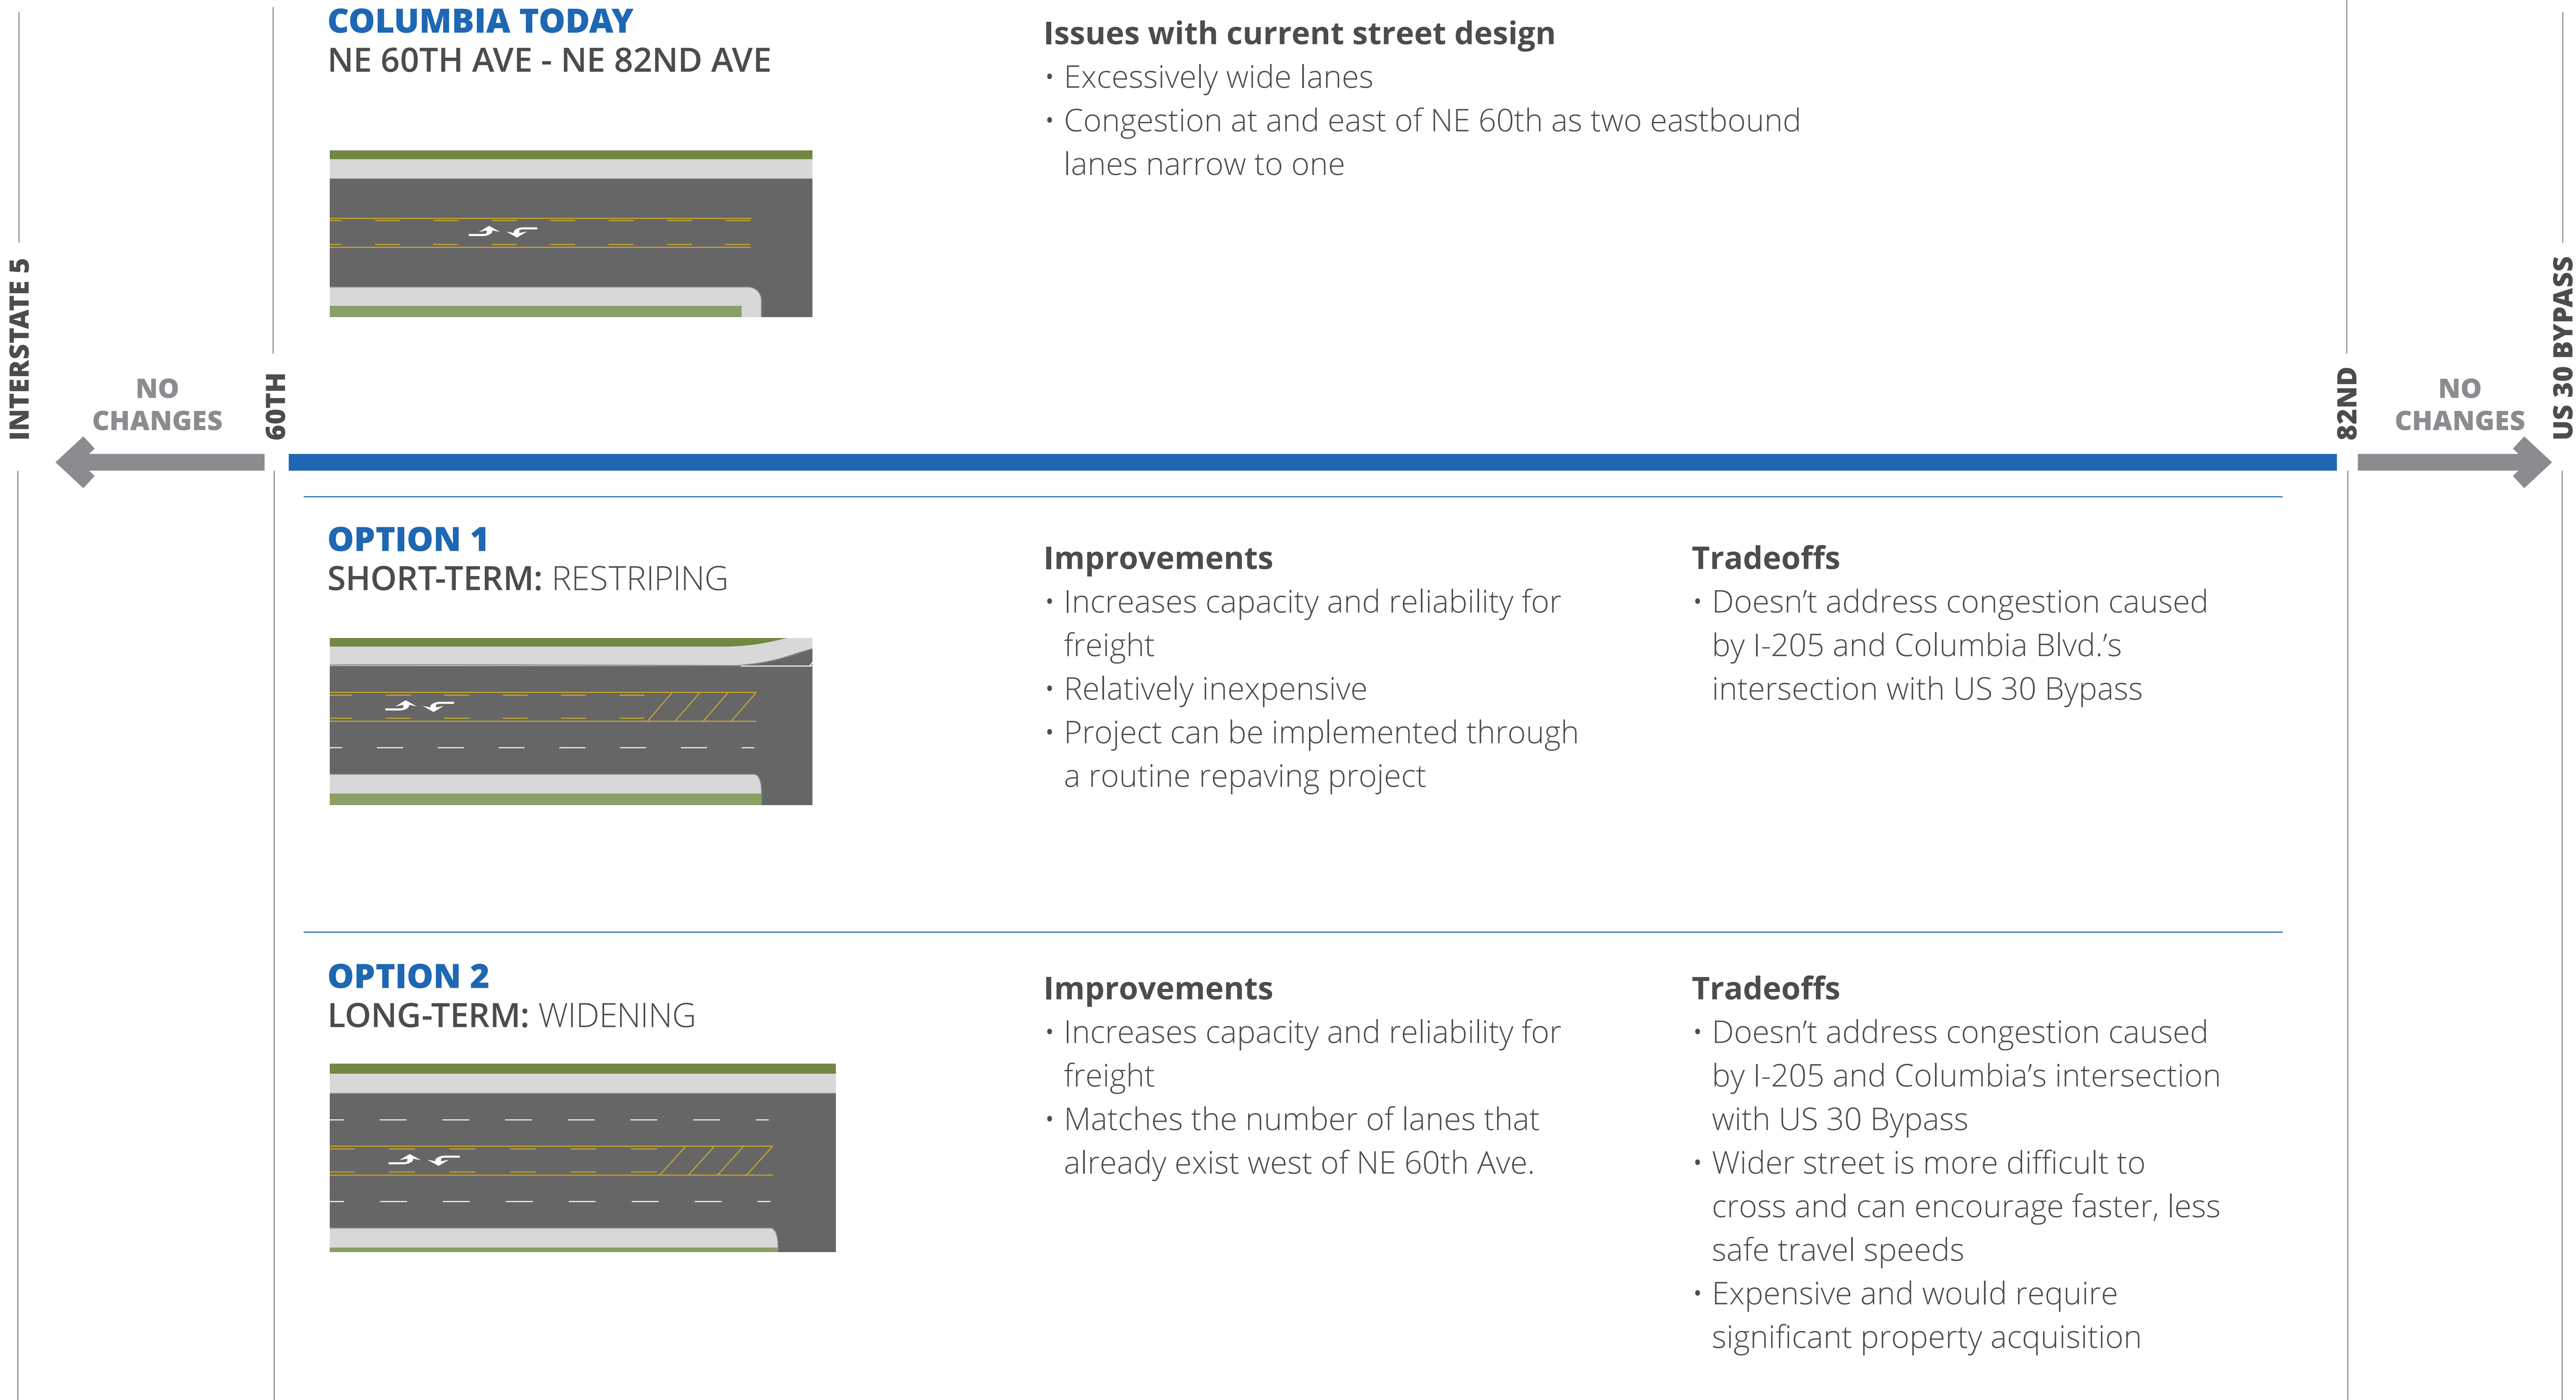 COLUMBIA TODAY
NE 60TH AVE - NE 82ND AVE
Issues with current street design
• Excessively wide lanes
• Congestion at and east of NE 60th as two eastbound
lanes narrow to one
INTERSTATE 5
NO
CHANGES
60TH
82ND
NO
CHANGES
US 30 BYPASS
OPTION 1
SHORT-TERM: RESTRIPING
Improvements
• Increases capacity and reliability for
freight
• Relatively inexpensive
• Project can be implemented through
a routine repaving project
Tradeoffs
• Doesn’t address congestion caused
by I-205 and Columbia Blvd.’s
intersection with US 30 Bypass
OPTION 2
LONG-TERM: WIDENING
Improvements
• Increases capacity and reliability for
freight
• Matches the number of lanes that
already exist west of NE 60th Ave.
Tradeoffs
• Doesn’t address congestion caused
by I-205 and Columbia’s intersection
with US 30 Bypass
• Wider street is more difficult to
cross and can encourage faster, less
safe travel speeds
• Expensive and would require
significant property acquisition